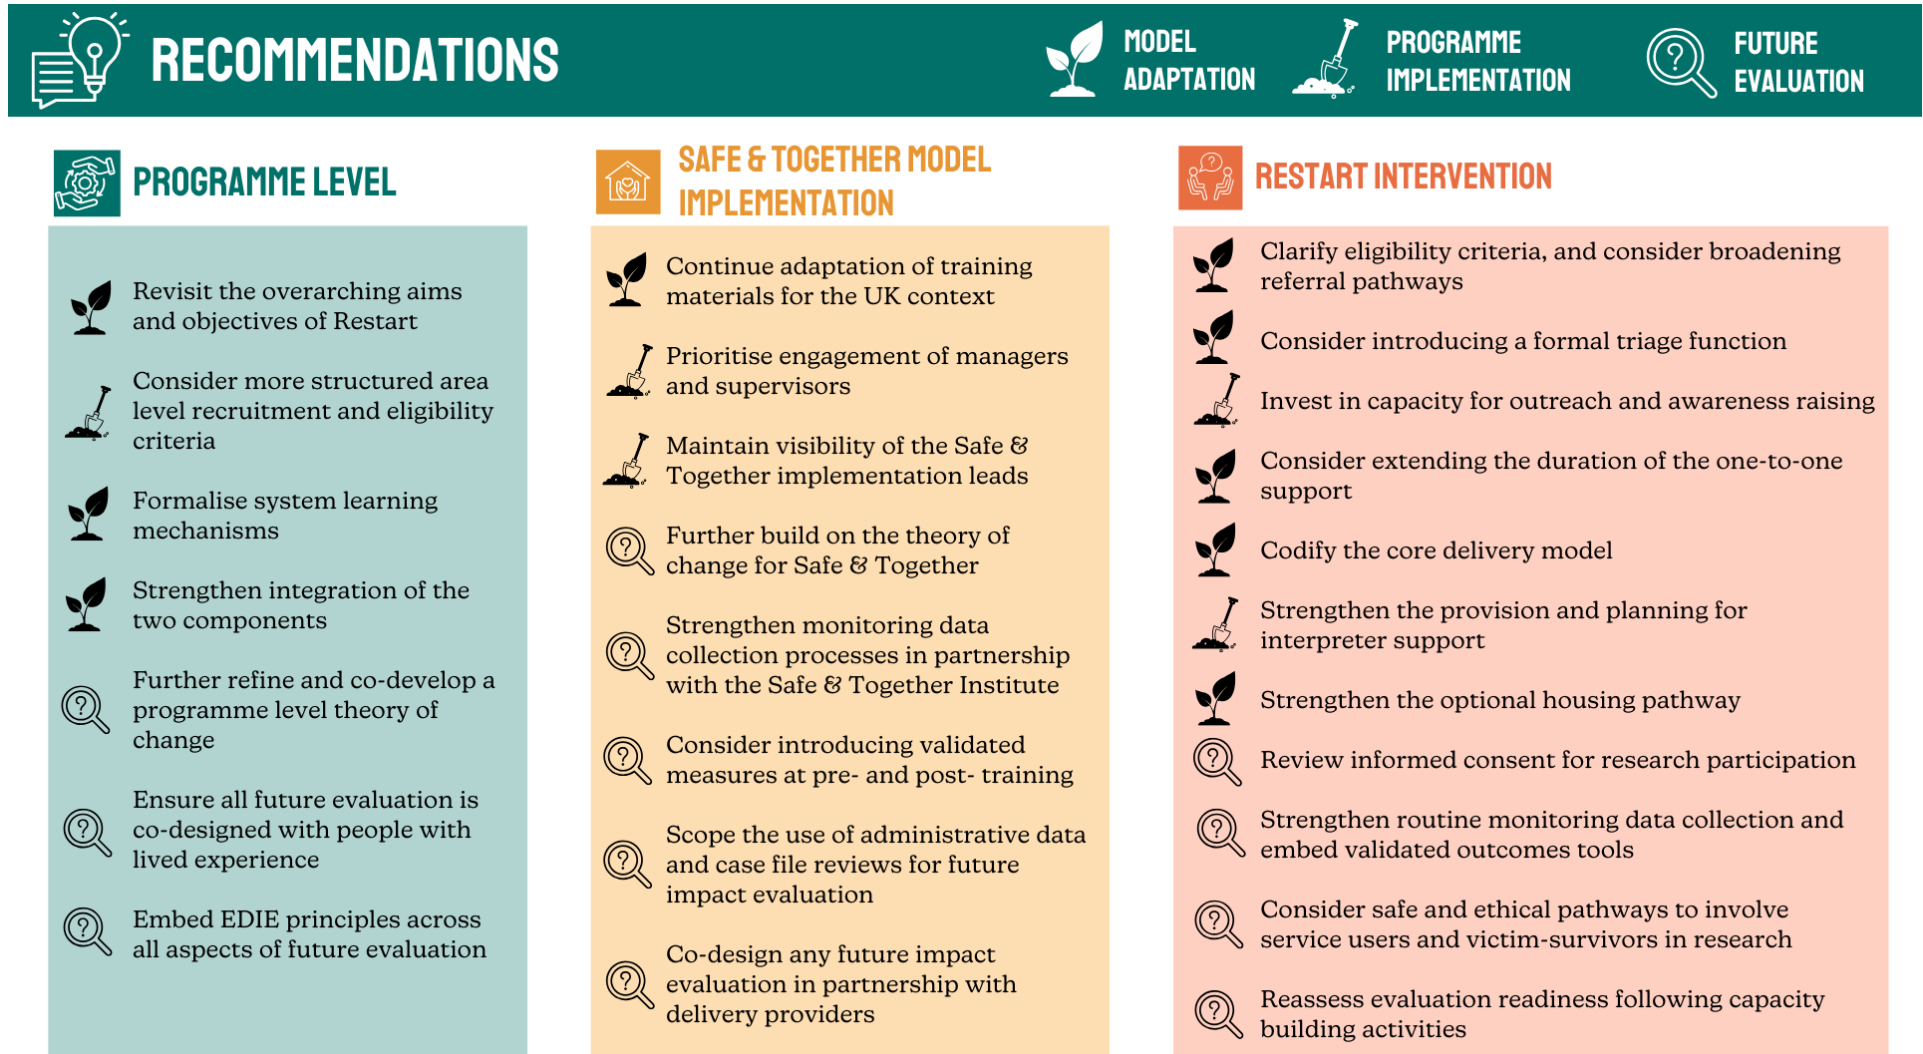 RECOMMENDATIONS
MODEL
ADAPTATION
PROGRAMME
IMPLEMENTATION
FUTURE
EVALUATION
PROGRAMME LEVEL
Revisit the overarching aims
and objectives of Restart
Consider more structured area
level recruitment and eligibility
criteria
Formalise system learning
mechanisms
Strengthen integration of the
two components
Further refine and co-develop a
programme level theory of
change
Ensure all future evaluation is
co-designed with people with
lived experience
Embed EDIE principles across
all aspects of future evaluation
SAFE & TOGETHER MODEL
IMPLEMENTATION
Continue adaptation of training
materials for the UK context
Prioritise engagement of managers
and supervisors
Maintain visibility of the Safe &
Together implementation leads
Further build on the theory of
change for Safe & Together
Strengthen monitoring data
collection processes in partnership
with the Safe & Together Institute
Consider introducing validated
measures at pre- and post- training
Scope the use of administrative data
and case file reviews for future
impact evaluation
Co-design any future impact
evaluation in partnership with
delivery providers
RESTART INTERVENTION
Clarify eligibility criteria, and consider broadening
referral pathways
Consider introducing a formal triage function
Invest in capacity for outreach and awareness raising
Consider extending the duration of the one-to-one
support
Codify the core delivery model
Strengthen the provision and planning for
interpreter support
Strengthen the optional housing pathway
Review informed consent for research participation
Strengthen routine monitoring data collection and
embed validated outcomes tools
Consider safe and ethical pathways to involve
service users and victim-survivors in research
Reassess evaluation readiness following capacity
building activities